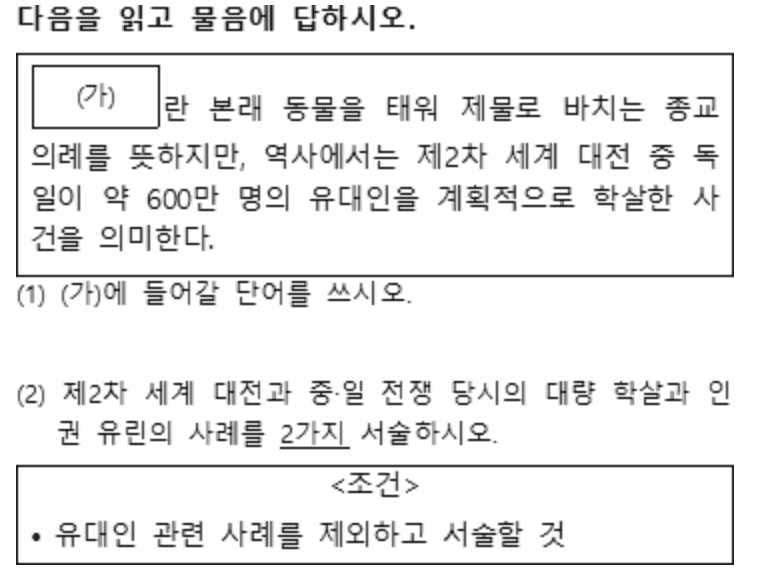 다음을 읽고 물음에 답하시오.
(가) 란 본래 동물을 태워 제물로 바치는 종교
의례를 뜻하지만, 역사에서는 제2차 세계 대전 중 독
일이 약 600만 명의 유대인을 계획적으로 학살한 사
건을 의미한다.
(1) (가)에 들어갈 단어를 쓰시오.
(2) 제2차 세계 대전과 중·일 전쟁 당시의 대량 학살과 인
권 유린의 사례를 2가지 서술하시오.
<조건>
• 유대인 관련 사례를 제외하고 서술할 것